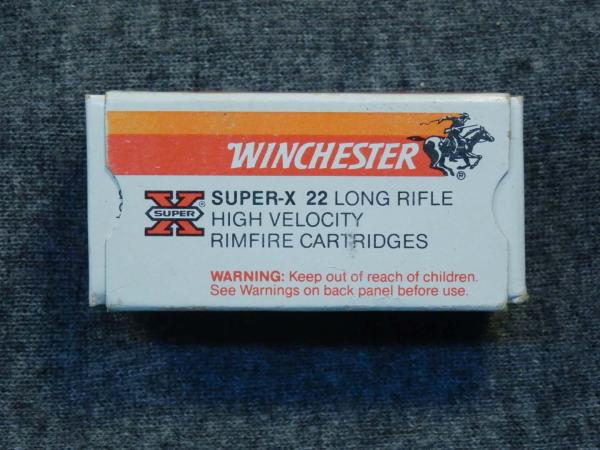 WINCHESTER
®
X
SUPER
®
SUPER-X 22 LONG RIFLE
HIGH VELOCITY
RIMFIRE CARTRIDGES
WARNING: Keep out of reach of children.
See Warnings on back panel before use.